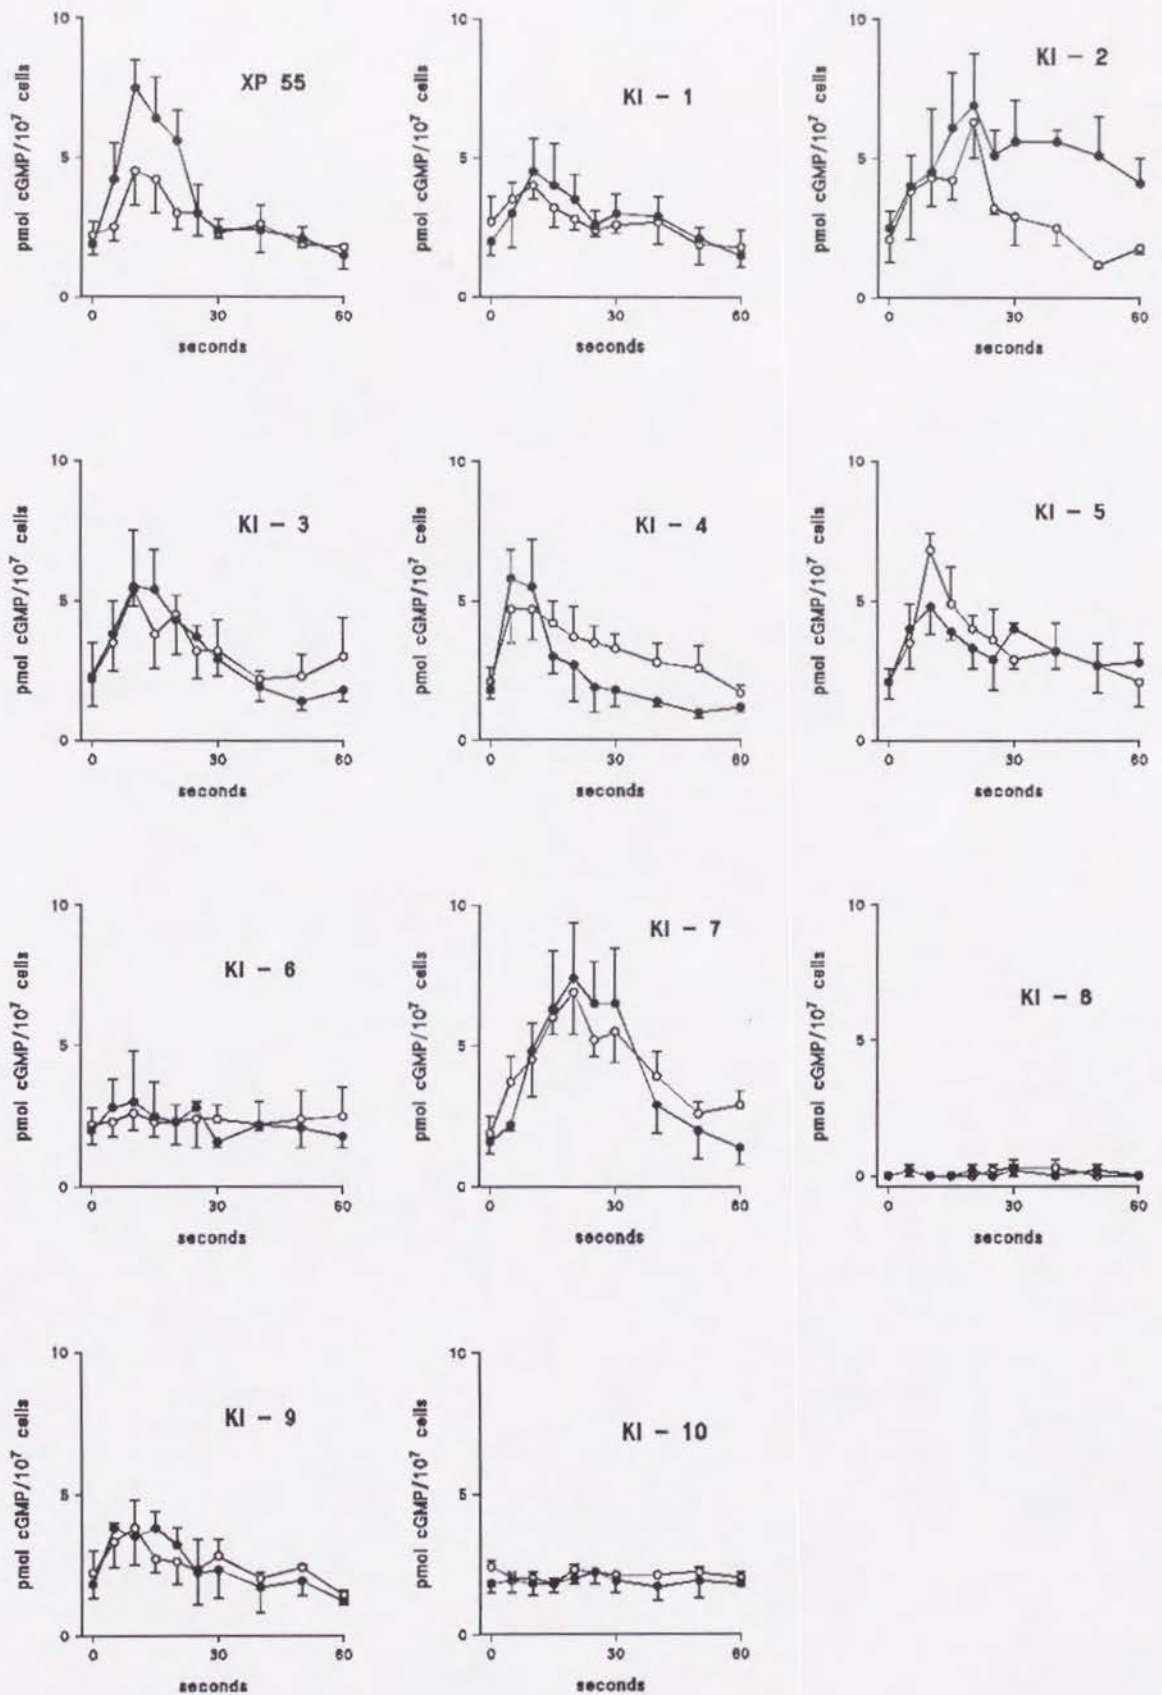 XP 55
10
5
0
pmol cGMP/10⁷ cells
0 30 60
seconds
KI – 1
10
5
0
pmol cGMP/10⁷ cells
0 30 60
seconds
KI – 2
10
5
0
pmol cGMP/10⁷ cells
0 30 60
seconds
KI – 3
10
5
0
pmol cGMP/10⁷ cells
0 30 60
seconds
KI – 4
10
5
0
pmol cGMP/10⁷ cells
0 30 60
seconds
KI – 5
10
5
0
pmol cGMP/10⁷ cells
0 30 60
seconds
KI – 6
10
5
0
pmol cGMP/10⁷ cells
0 30 60
seconds
KI – 7
10
5
0
pmol cGMP/10⁷ cells
0 30 60
seconds
KI – 8
10
5
0
pmol cGMP/10⁷ cells
0 30 60
seconds
KI – 9
10
5
0
pmol cGMP/10⁷ cells
0 30 60
seconds
KI – 10
10
5
0
pmol cGMP/10⁷ cells
0 30 60
seconds